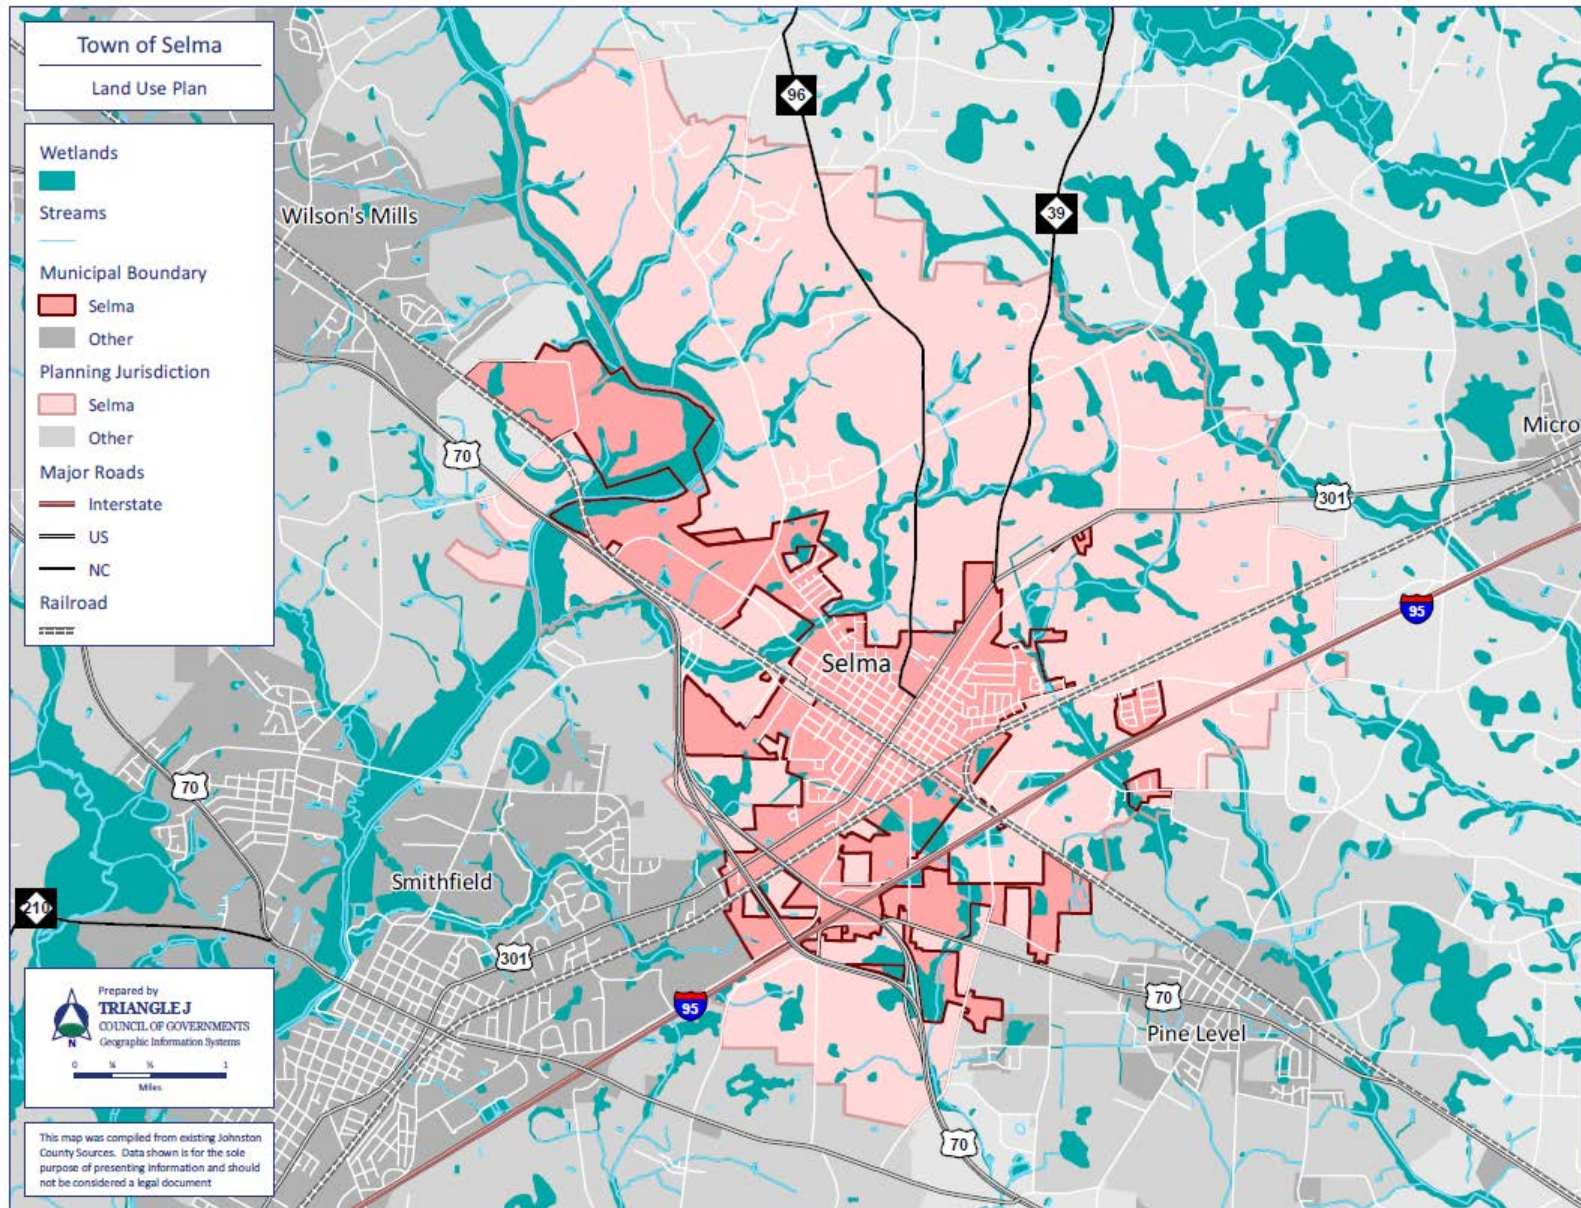 Town of Selma
Land Use Plan
Wetlands
Streams
Municipal Boundary
Selma
Other
Planning Jurisdiction
Selma
Other
Major Roads
Interstate
US
NC
Railroad
96
39
Wilson's Mills
70
Micro
301
95
Selma
70
Smithfield
210
301
95
70
Pine Level
70
Prepared by
TRIANGLE J
COUNCIL OF GOVERNMENTS
Geographic Information Systems
N
0 ¼ ½ 1
Miles
This map was compiled from existing Johnston
County Sources. Data shown is for the sole
purpose of presenting information and should
not be considered a legal document